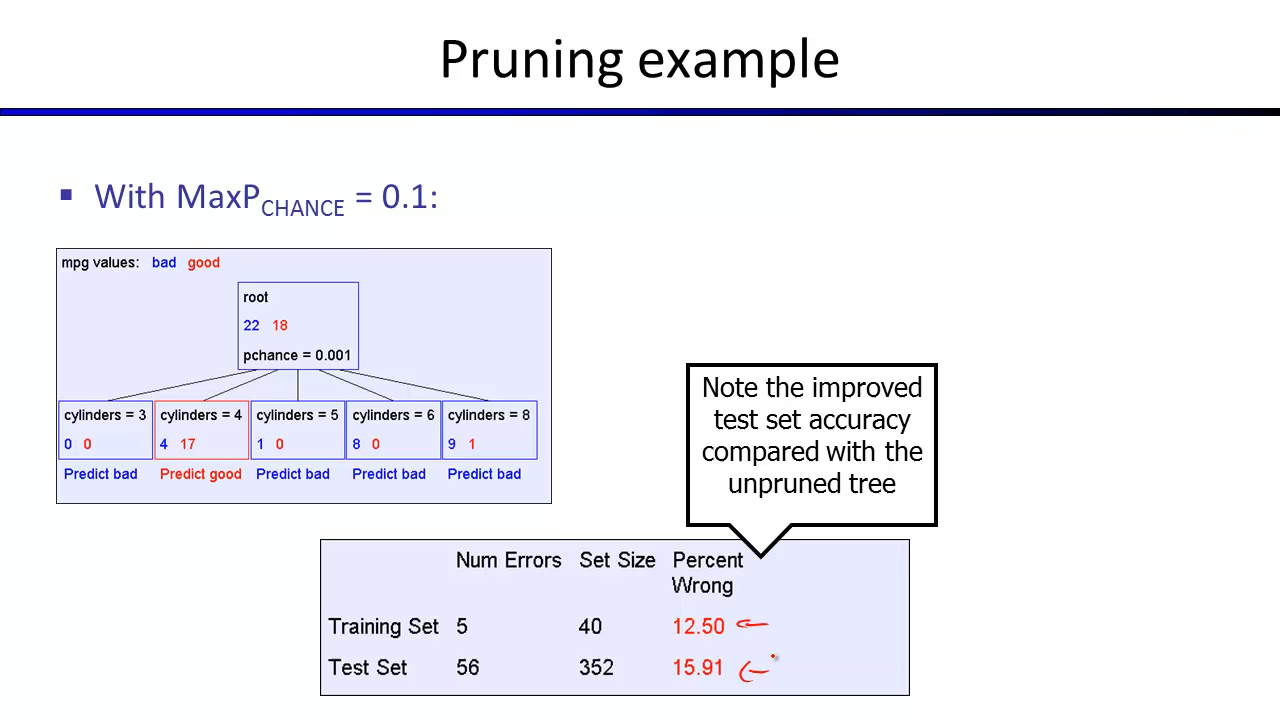 Pruning example
▪ With MaxPCHANCE = 0.1:
mpg values: bad good
root
22 18
pchance = 0.001
cylinders = 3 cylinders = 4 cylinders = 5 cylinders = 6 cylinders = 8
0 0 4 17 1 0 8 0 9 1
Predict bad Predict good Predict bad Predict bad Predict bad
Note the improved
test set accuracy
compared with the
unpruned tree
Num Errors Set Size Percent
Wrong
Training Set 5 40 12.50
Test Set 56 352 15.91